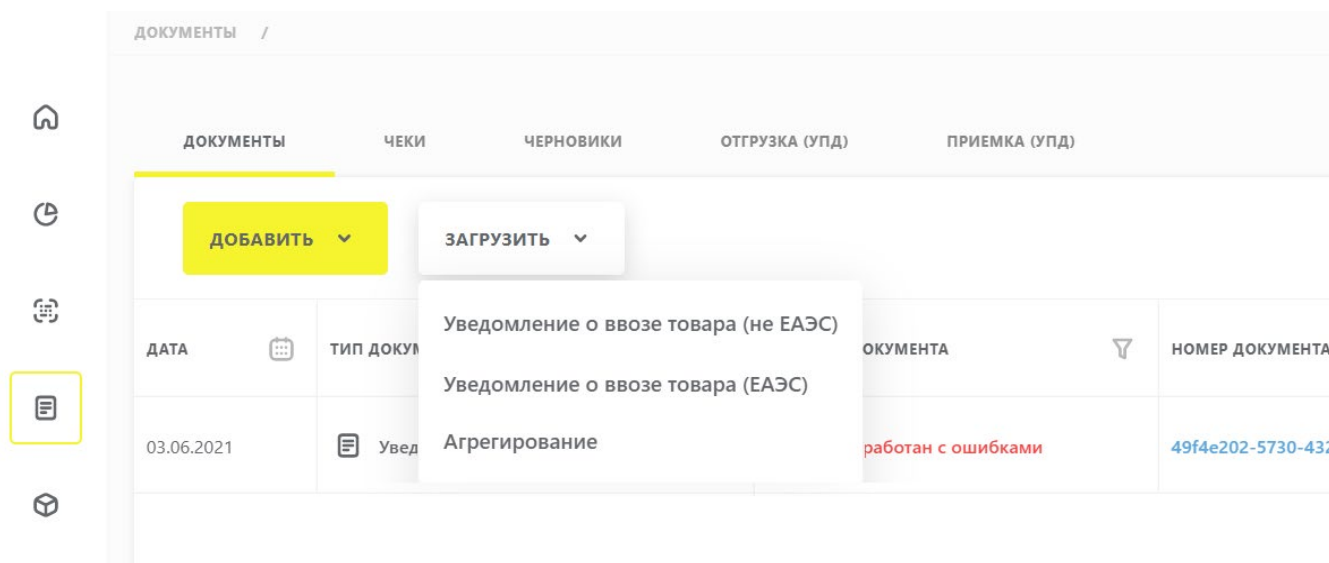 ДОКУМЕНТЫ /
ДОКУМЕНТЫ ЧЕКИ ЧЕРНОВИКИ ОТГРУЗКА (УПД) ПРИЕМКА (УПД)
ДОБАВИТЬ ЗАГРУЗИТЬ
Уведомление о ввозе товара (не ЕАЭС)
ДАТА ТИП ДОКУМ ОКУМЕНТА НОМЕР ДОКУМЕНТА
Уведомление о ввозе товара (ЕАЭС)
Агрегирование
03.06.2021 Увед работан с ошибками 49f4e202-5730-432